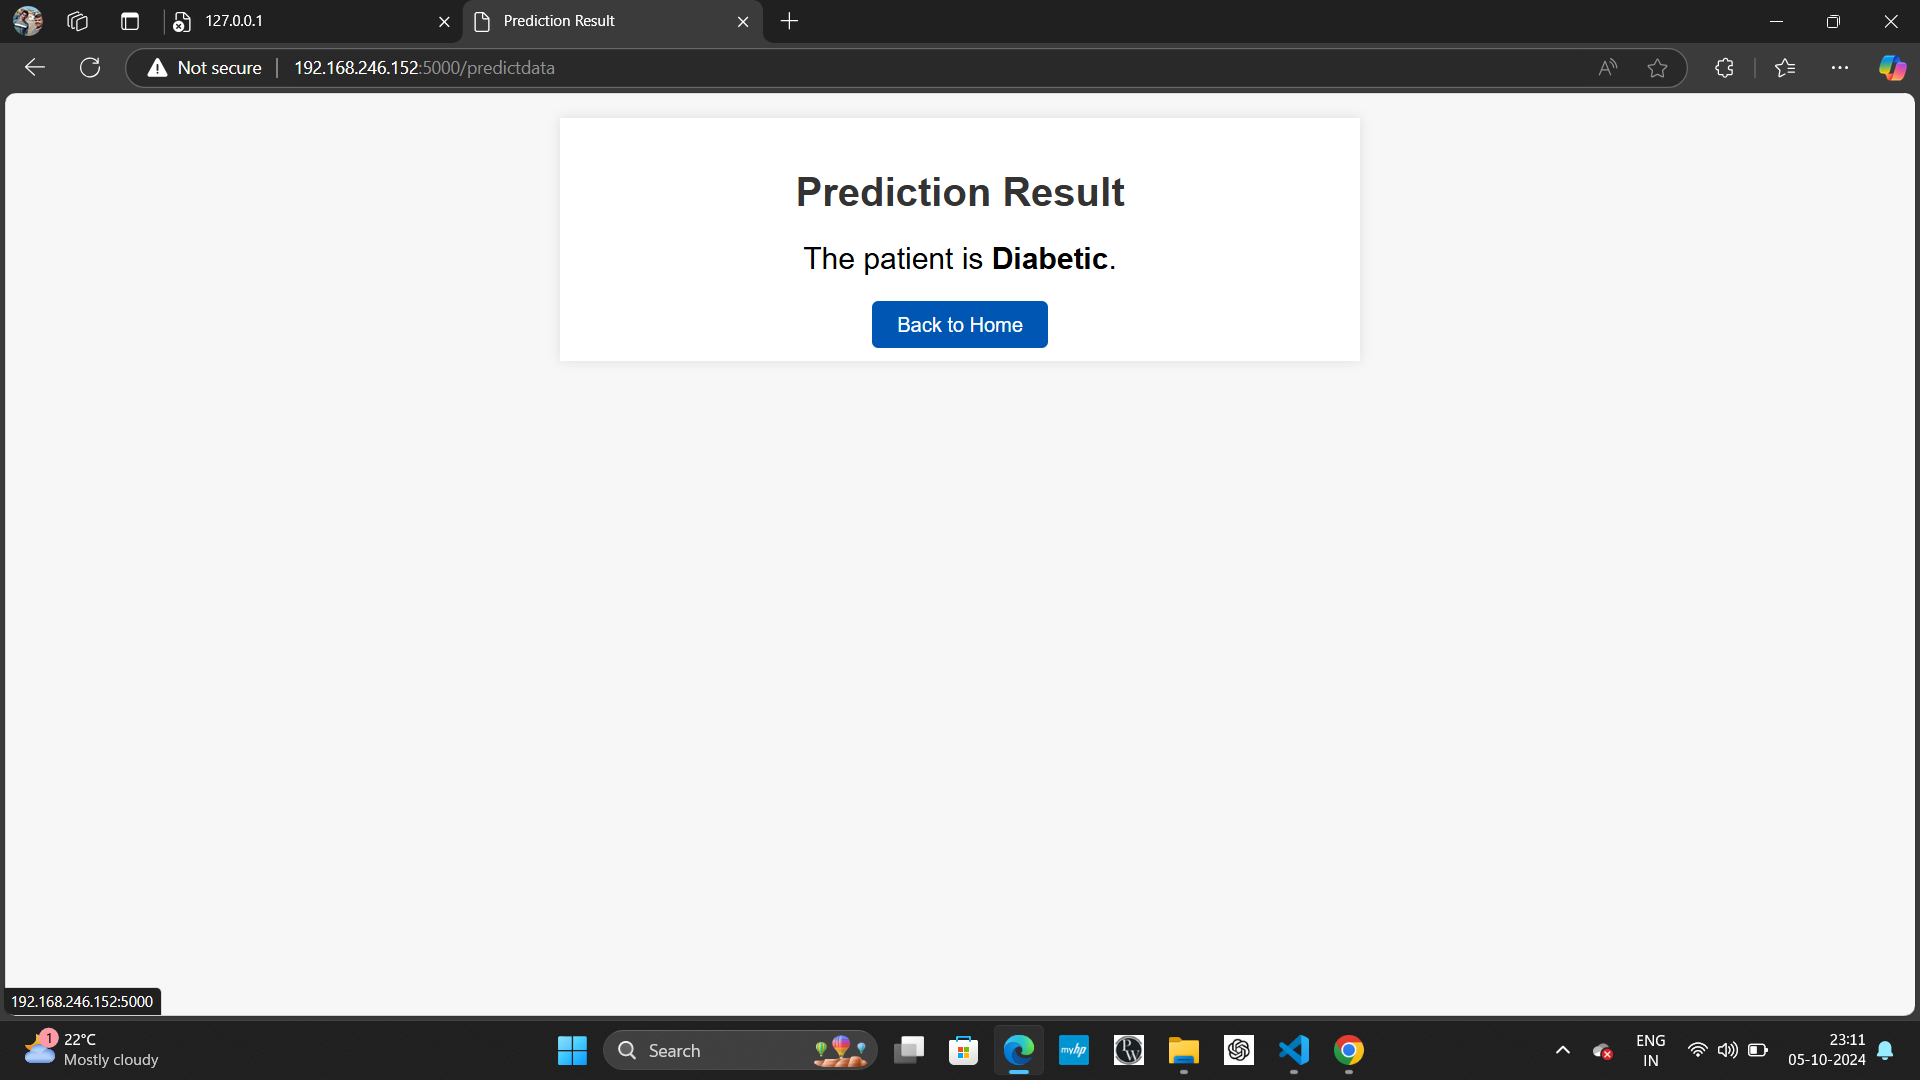 127.0.0.1
Prediction Result
Not secure
192.168.246.152:5000/predictdata
Prediction Result
The patient is Diabetic.
Back to Home
192.168.246.152:5000
1
22°C
Mostly cloudy
Search
myhp
PW
ENG
IN
23:11
05-10-2024